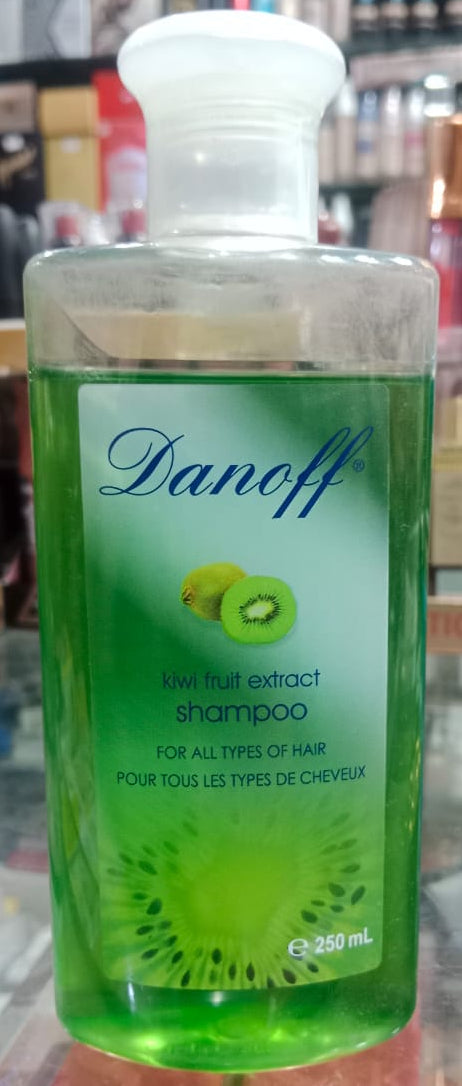 Danoff®
kiwi fruit extract
shampoo
FOR ALL TYPES OF HAIR
POUR TOUS LES TYPES DE CHEVEUX
℮ 250 mL